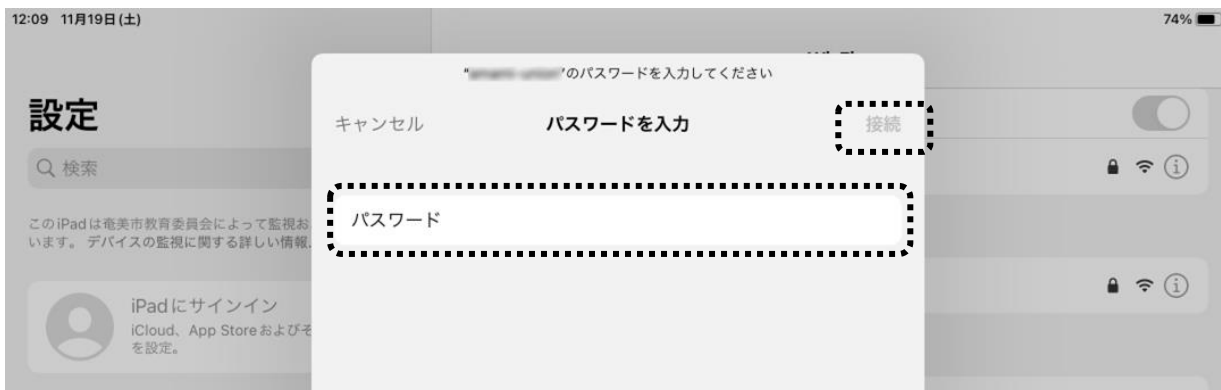 12:09 11月19日(土)
74%
のパスワードを入力してください
設定
キャンセル
パスワードを入力
接続
検索
パスワード
このiPadは奄美市教育委員会によって監視お
います。デバイスの監視に関する詳しい情報
iPadにサインイン
iCloud、App Storeおよびそ
を設定。